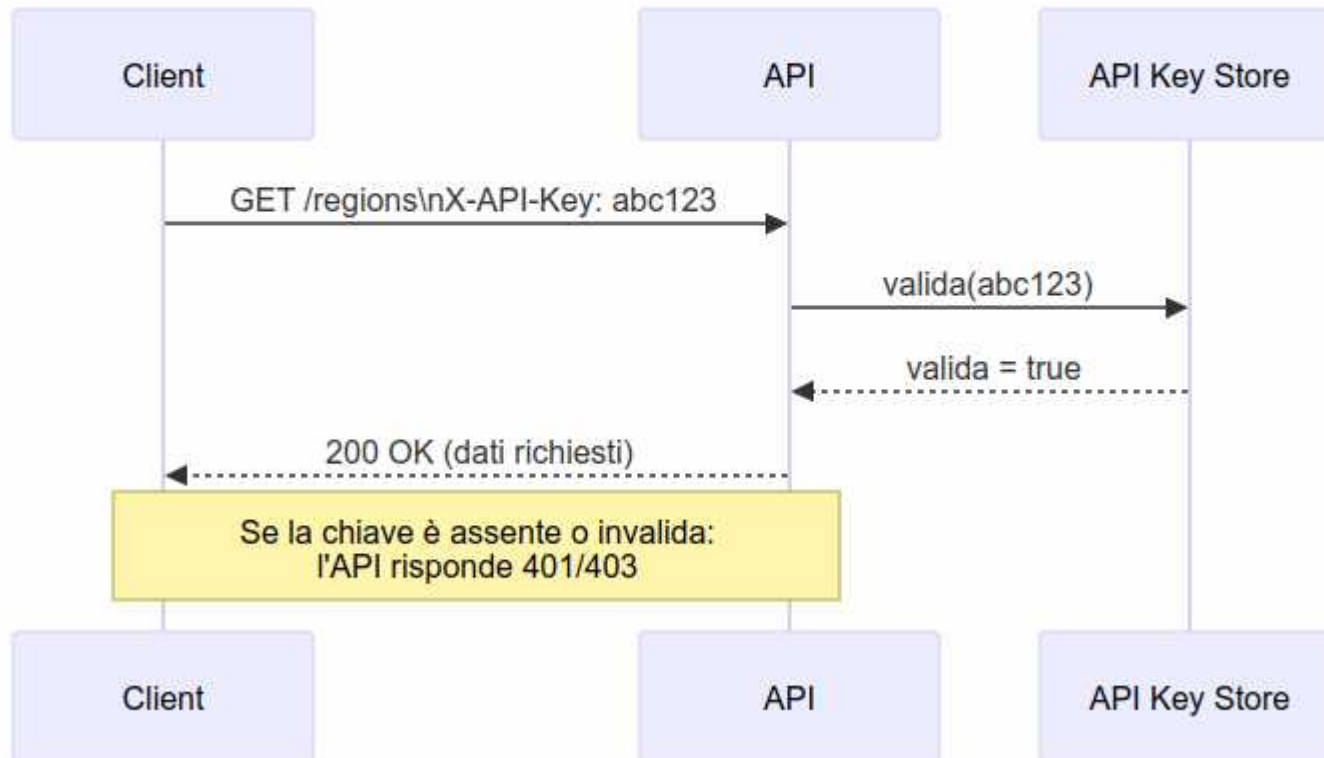 Client
API
API Key Store
GET /regions\nX-API-Key: abc123
valida(abc123)
valida = true
200 OK (dati richiesti)
Se la chiave è assente o invalida:
l'API risponde 401/403
Client
API
API Key Store